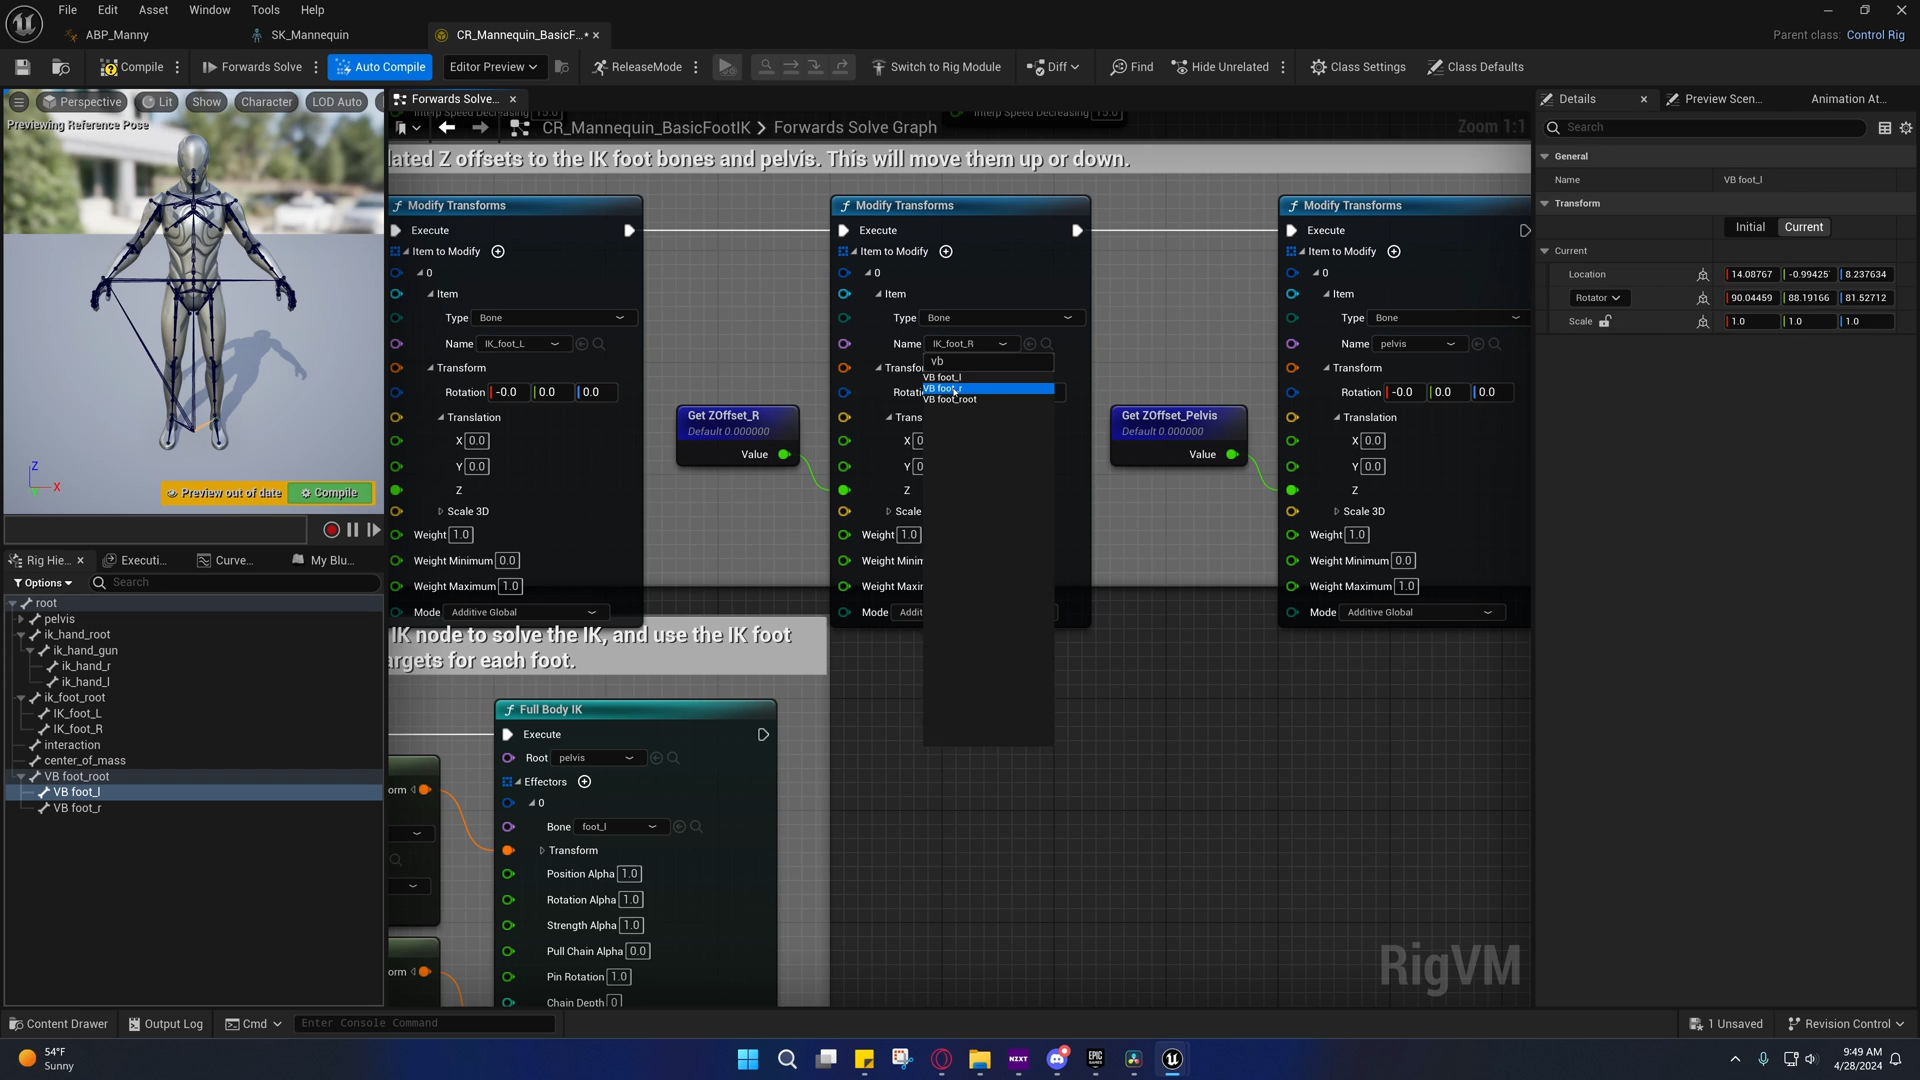 File Edit Asset Window Tools Help
ABP_Manny SK_Mannequin CR_Mannequin_BasicF...•
Parent class: Control Rig
Compile Forwards Solve Auto Compile Editor Preview ReleaseMode Switch to Rig Module Diff Find Hide Unrelated Class Settings Class Defaults
Perspective Lit Show Character LOD Auto
Previewing Reference Pose
Z
X
Preview out of date Compile
Forwards Solve...
Interp Speed Decreasing 15.0
CR_Mannequin_BasicFootIK > Forwards Solve Graph
Zoom 1:1
lated Z offsets to the IK foot bones and pelvis. This will move them up or down.
Modify Transforms
Execute
Item to Modify
0
Item
Type Bone
Name IK_foot_L
Transform
Rotation -0.0 0.0 0.0
Translation
X 0.0
Y 0.0
Z
Scale 3D
Weight 1.0
Weight Minimum 0.0
Weight Maximum 1.0
Mode Additive Global
Get ZOffset_R
Default 0.000000
Value
Modify Transforms
Execute
Item to Modify
0
Item
Type Bone
Name IK_foot_R
vb
VB foot_l
VB foot_r
VB foot_root
Transfor
Rotati
Trans
X
Y
Z
Scale
Weight 1.0
Weight Minim
Weight Maxin
Mode Addit
Get ZOffset_Pelvis
Default 0.000000
Value
Modify Transforms
Execute
Item to Modify
0
Item
Type Bone
Name pelvis
Transform
Rotation -0.0 0.0 0.0
Translation
X 0.0
Y 0.0
Z
Scale 3D
Weight 1.0
Weight Minimum 0.0
Weight Maximum 1.0
Mode Additive Global
IK node to solve the IK, and use the IK foot
argets for each foot.
orm
orm
Full Body IK
Execute
Root pelvis
Effectors
0
Bone foot_l
Transform
Position Alpha 1.0
Rotation Alpha 1.0
Strength Alpha 1.0
Pull Chain Alpha 0.0
Pin Rotation 1.0
Chain Depth 0
RigVM
Rig Hie... Executi... Curve... My Blu...
Options Search
root
pelvis
ik_hand_root
ik_hand_gun
ik_hand_r
ik_hand_l
ik_foot_root
IK_foot_L
IK_foot_R
interaction
center_of_mass
VB foot_root
VB foot_l
VB foot_r
Details Preview Scen... Animation At...
Search
General
Name VB foot_l
Transform
Initial Current
Current
Location 14.08767 -0.99425 8.237634
Rotator 90.04459 88.19166 81.52712
Scale 1.0 1.0 1.0
Content Drawer Output Log Cmd Enter Console Command
1 Unsaved Revision Control
54°F
Sunny
NZXT
EPIC
GAMES
9:49 AM
4/28/2024